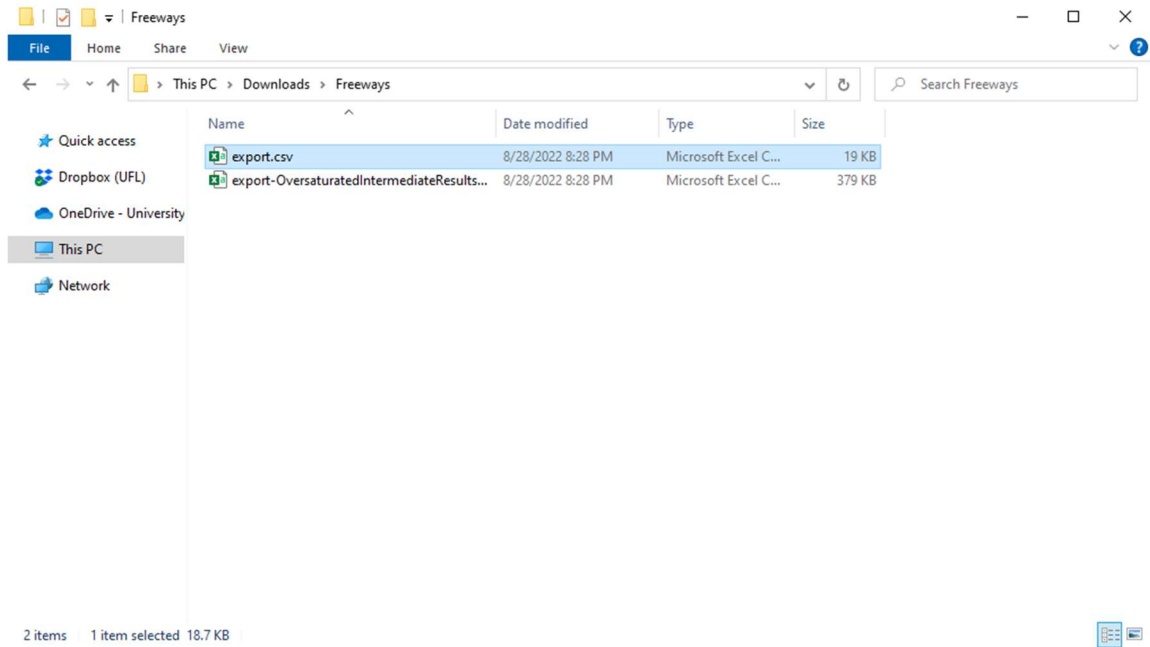 Freeways
File Home Share View
This PC > Downloads > Freeways
Search Freeways
Quick access
Dropbox (UFL)
OneDrive - University
This PC
Network
Name Date modified Type Size
export.csv 8/28/2022 8:28 PM Microsoft Excel C... 19 KB
export-OversaturatedIntermediateResults... 8/28/2022 8:28 PM Microsoft Excel C... 379 KB
2 items 1 item selected 18.7 KB